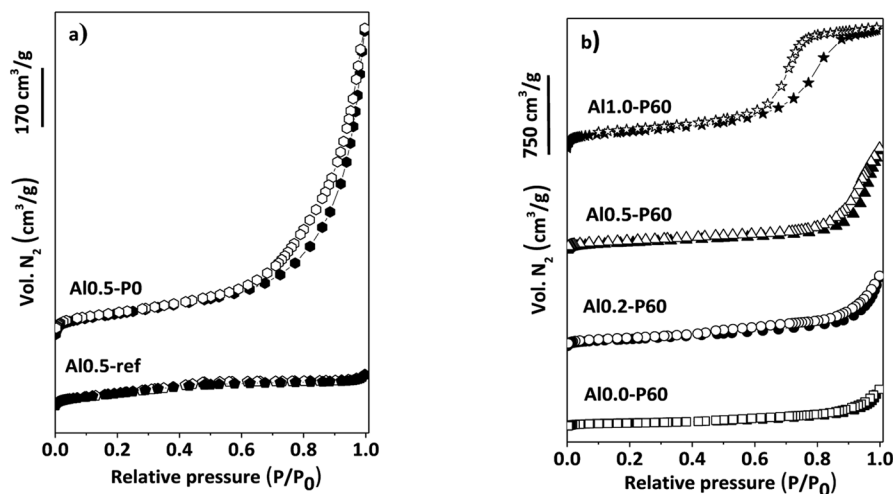 a)
170 cm³/g
Vol. N₂ (cm³/g)
Al0.5-P0
Al0.5-ref
0.0 0.2 0.4 0.6 0.8 1.0
Relative pressure (P/P₀)
b)
750 cm³/g
Vol. N₂ (cm³/g)
Al1.0-P60
Al0.5-P60
Al0.2-P60
Al0.0-P60
0.0 0.2 0.4 0.6 0.8 1.0
Relative pressure (P/P₀)